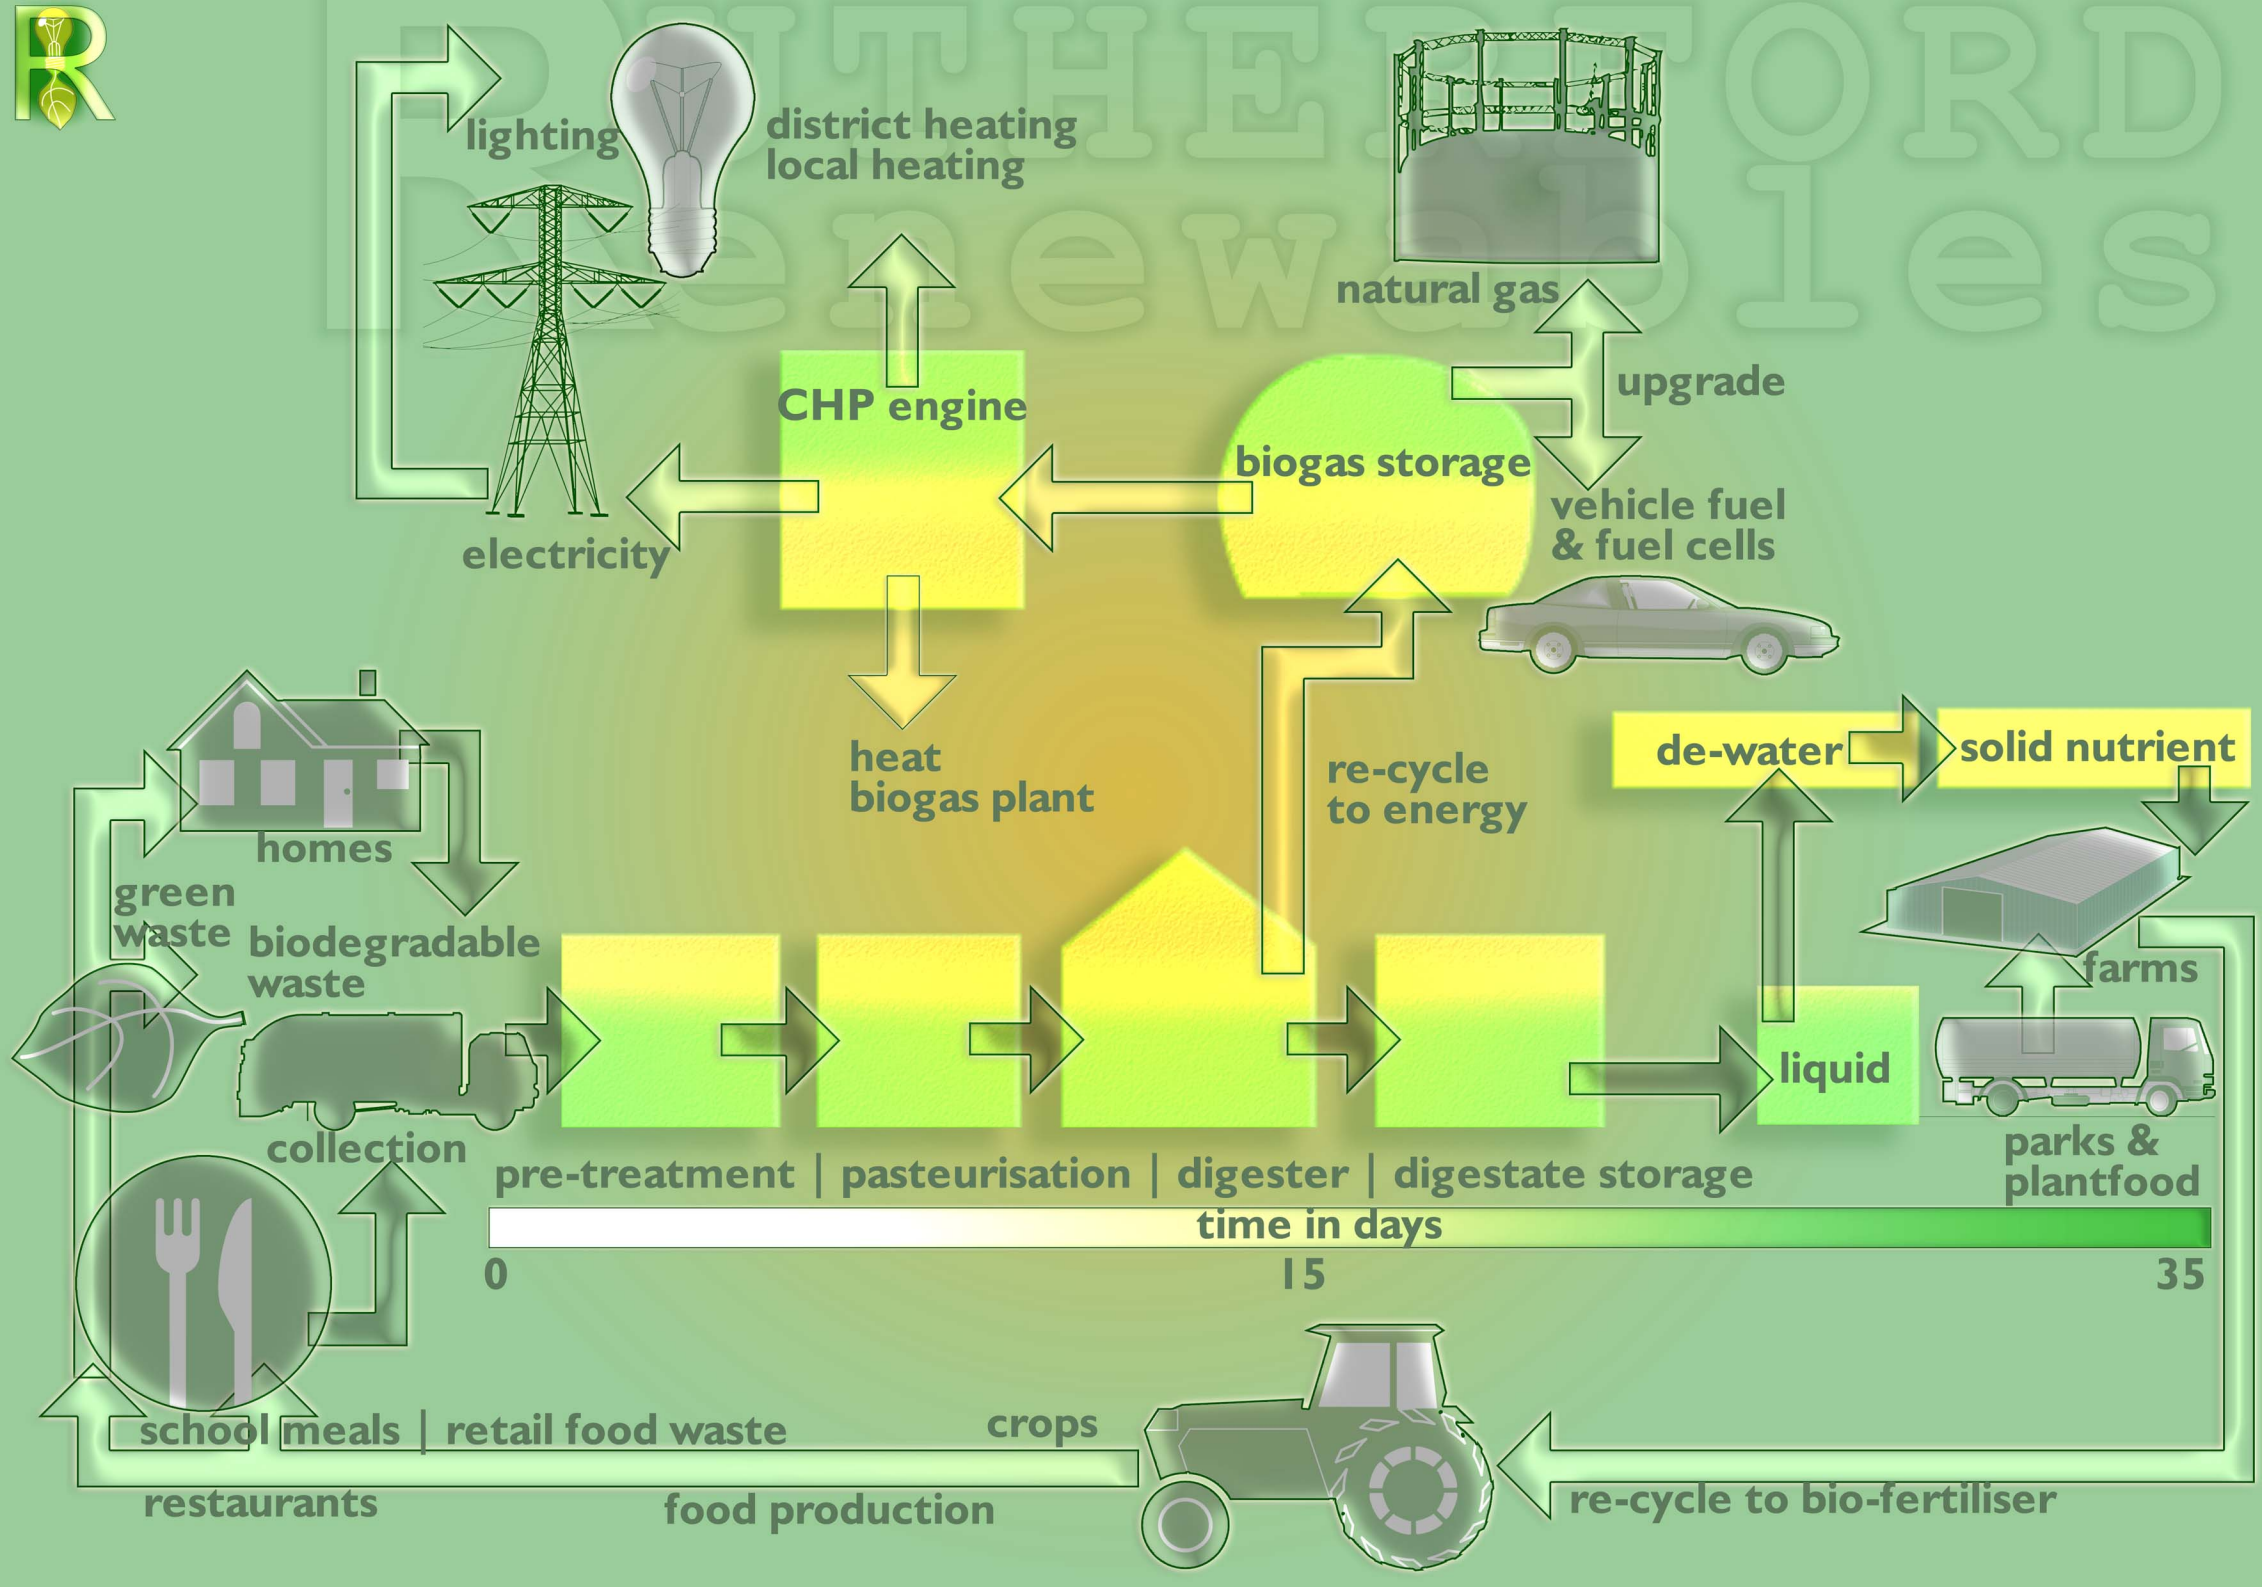 R
RUTHERFORD
Renewables
lighting
district heating
local heating
natural gas
CHP engine
upgrade
biogas storage
vehicle fuel
& fuel cells
electricity
heat
biogas plant
re-cycle
to energy
de-water
solid nutrient
homes
green
waste
biodegradable
waste
farms
liquid
collection
parks &
plantfood
pre-treatment | pasteurisation | digester | digestate storage
time in days
0 15 35
school meals | retail food waste
crops
restaurants
food production
re-cycle to bio-fertiliser